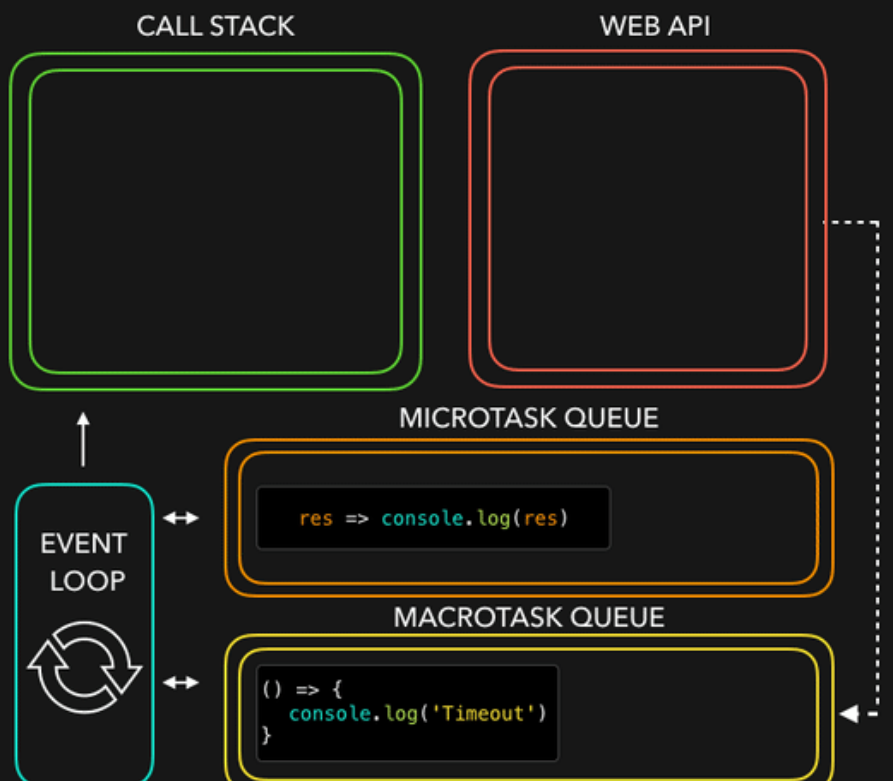 CALL STACK
WEB API
MICROTASK QUEUE
res => console.log(res)
EVENT
LOOP
MACROTASK QUEUE
() => {
console.log('Timeout')
}